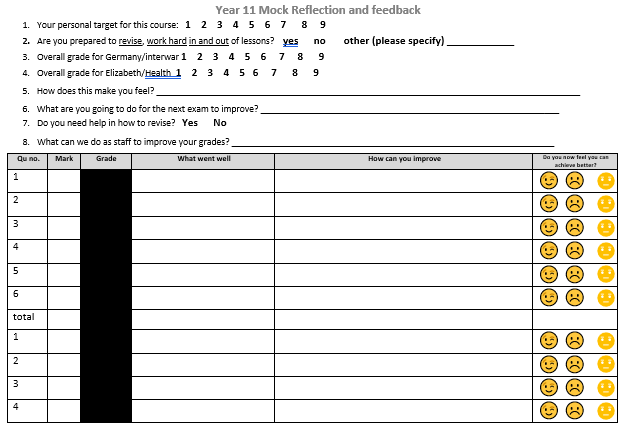 Year 11 Mock Reflection and feedback
1. Your personal target for this course: 1 2 3 4 5 6 7 8 9
2. Are you prepared to revise, work hard in and out of lessons? yes no other (please specify) ____________
3. Overall grade for Germany/interwar 1 2 3 4 5 6 7 8 9
4. Overall grade for Elizabeth/Health 1 2 3 4 5 6 7 8 9
5. How does this make you feel? ____________
6. What are you going to do for the next exam to improve? ____________
7. Do you need help in how to revise? Yes No
8. What can we do as staff to improve your grades? ____________
Qu no. Mark Grade What went well How can you improve Do you now feel you can achieve better?
1
2
3
4
5
6
total
1
2
3
4